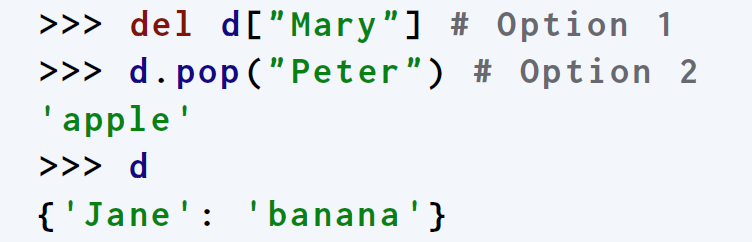 >>> del d["Mary"] # Option 1
>>> d.pop("Peter") # Option 2
'apple'
>>> d
{'Jane': 'banana'}